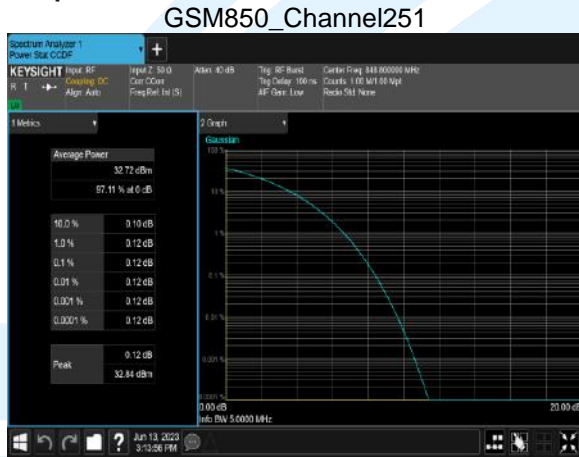 GSM850_Channel251
Spectrum Analyzer 1
Power Stat CCDF
+
KEYSIGHT
R T
Input: RF
Coupling: DC
Align: Auto
Input Z: 50 Ω
Corr CCorr
Freq Ref: Int (S)
Atten: 40 dB
Trig: RF Burst
Trig Delay: 100 ns
#IF Gain: Low
Center Freq: 848.800000 MHz
Counts: 1.00 M/1.00 Mpt
Radio Std: None
1 Metrics
Average Power
32.72 dBm
97.11 % at 0 dB
10.0 % 0.10 dB
1.0 % 0.12 dB
0.1 % 0.12 dB
0.01 % 0.12 dB
0.001 % 0.12 dB
0.0001 % 0.12 dB
Peak
0.12 dB
32.84 dBm
2 Graph
Gaussian
100 %
10 %
1 %
0.1 %
0.01 %
0.001 %
0.0001 %
0.00 dB
20.00 dB
Info BW 5.0000 MHz
?
Jun 13, 2023
3:13:56 PM